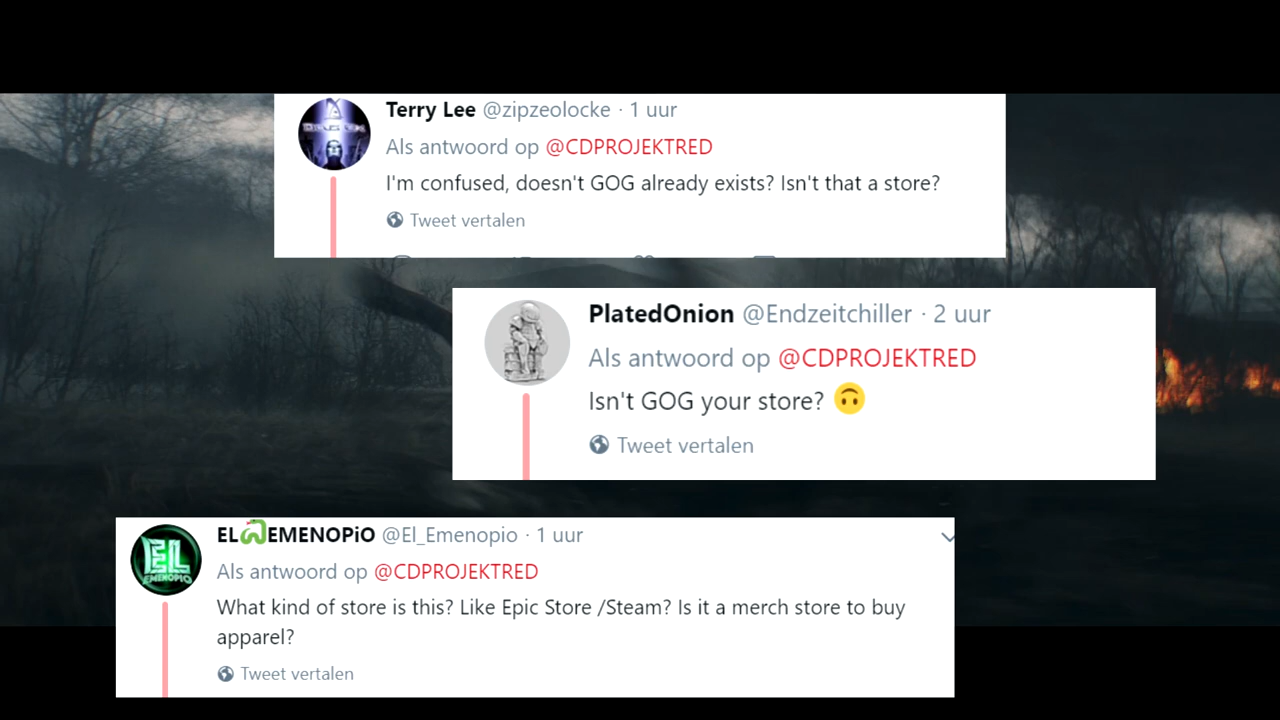 Terry Lee @zipzeolocke · 1 uur
Als antwoord op @CDPROJEKTRED
I'm confused, doesn't GOG already exists? Isn't that a store?
Tweet vertalen
PlatedOnion @Endzeitchiller · 2 uur
Als antwoord op @CDPROJEKTRED
Isn't GOG your store? 🙃
Tweet vertalen
EL🐍EMENOPiO @El_Emenopio · 1 uur
Als antwoord op @CDPROJEKTRED
What kind of store is this? Like Epic Store /Steam? Is it a merch store to buy
apparel?
Tweet vertalen
EL
EMENOPIO